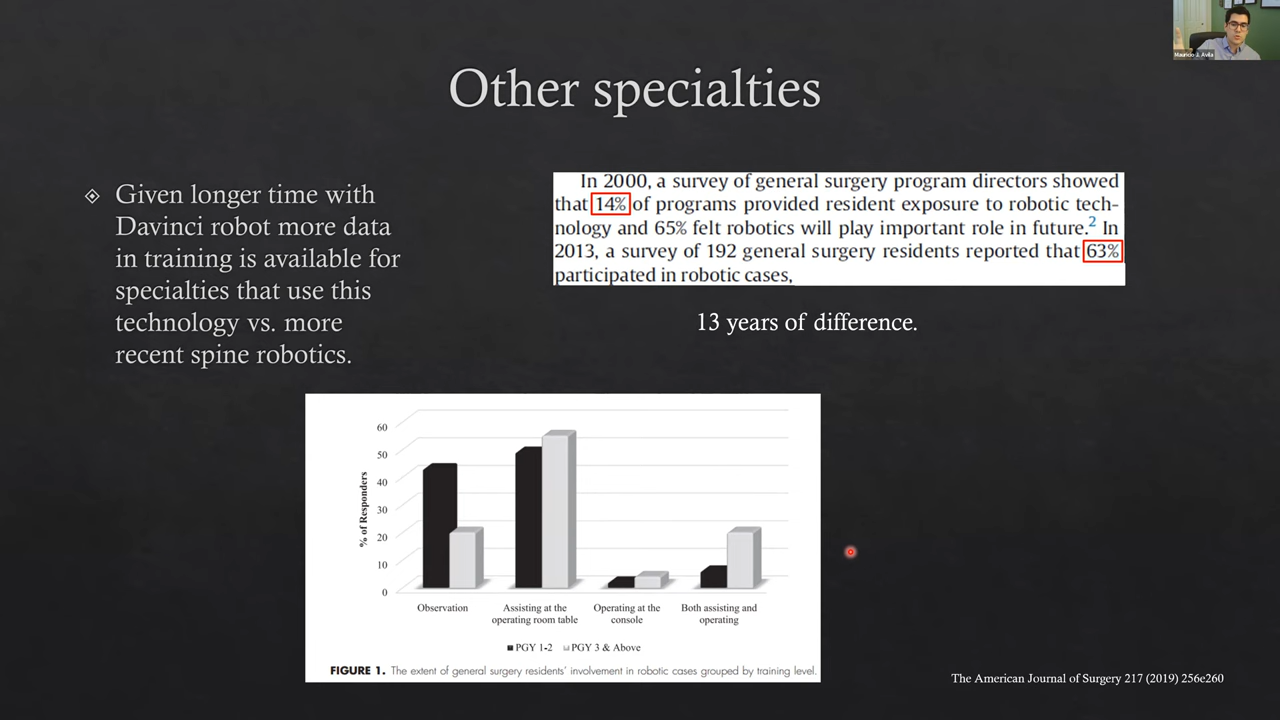 Mauricio J. Avila
Other specialties
Given longer time with
Davinci robot more data
in training is available for
specialties that use this
technology vs. more
recent spine robotics.
In 2000, a survey of general surgery program directors showed
that 14% of programs provided resident exposure to robotic tech-
nology and 65% felt robotics will play important role in future.2 In
2013, a survey of 192 general surgery residents reported that 63%
participated in robotic cases,
13 years of difference.
60
50
40
30
20
10
0
% of Responders
Observation
Assisting at the
operating room table
Operating at the
console
Both assisting and
operating
PGY 1-2 PGY 3 & Above
FIGURE 1. The extent of general surgery residents' involvement in robotic cases grouped by training level.
The American Journal of Surgery 217 (2019) 256e260